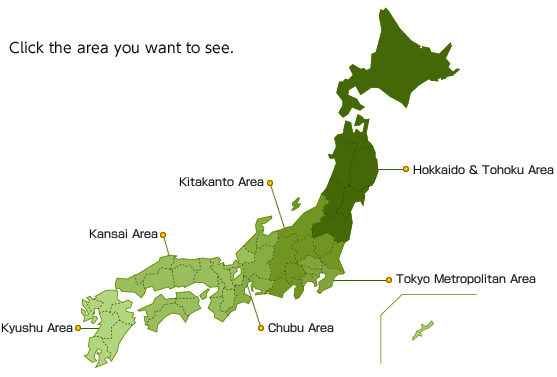 Click the area you want to see.
Hokkaido & Tohoku Area
Kitakanto Area
Kansai Area
Tokyo Metropolitan Area
Kyushu Area
Chubu Area